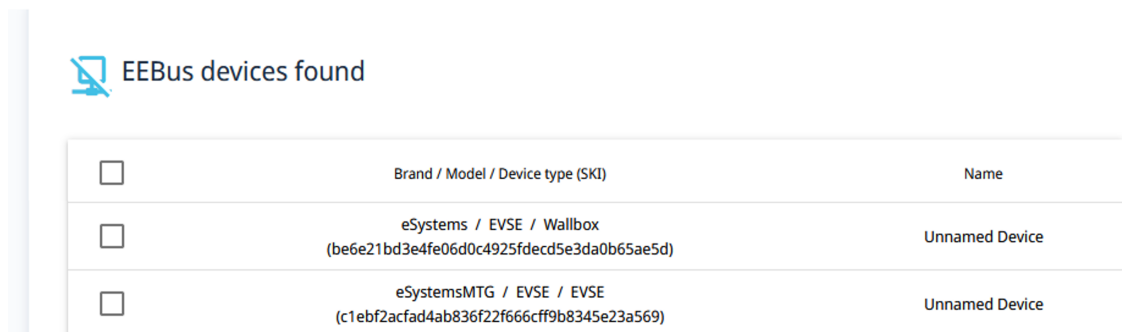 EEBus devices found
Brand / Model / Device type (SKI) Name
eSystems / EVSE / Wallbox
(be6e21bd3e4fe06d0c4925fdecd5e3da0b65ae5d) Unnamed Device
eSystemsMTG / EVSE / EVSE
(c1ebf2acfad4ab836f22f666cff9b8345e23a569) Unnamed Device